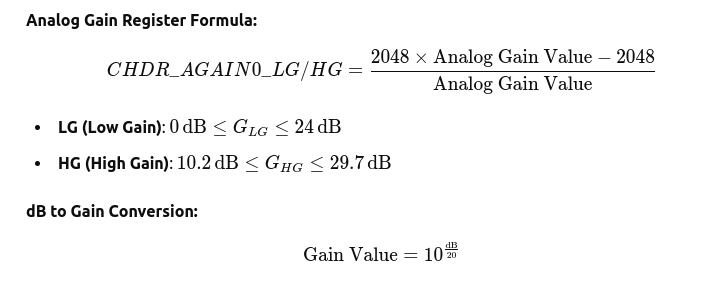 Analog Gain Register Formula:
CHDR_AGAIN0_LG/HG = (2048 × Analog Gain Value − 2048) / Analog Gain Value
• LG (Low Gain): 0 dB ≤ G_LG ≤ 24 dB
• HG (High Gain): 10.2 dB ≤ G_HG ≤ 29.7 dB
dB to Gain Conversion:
Gain Value = 10^(dB/20)